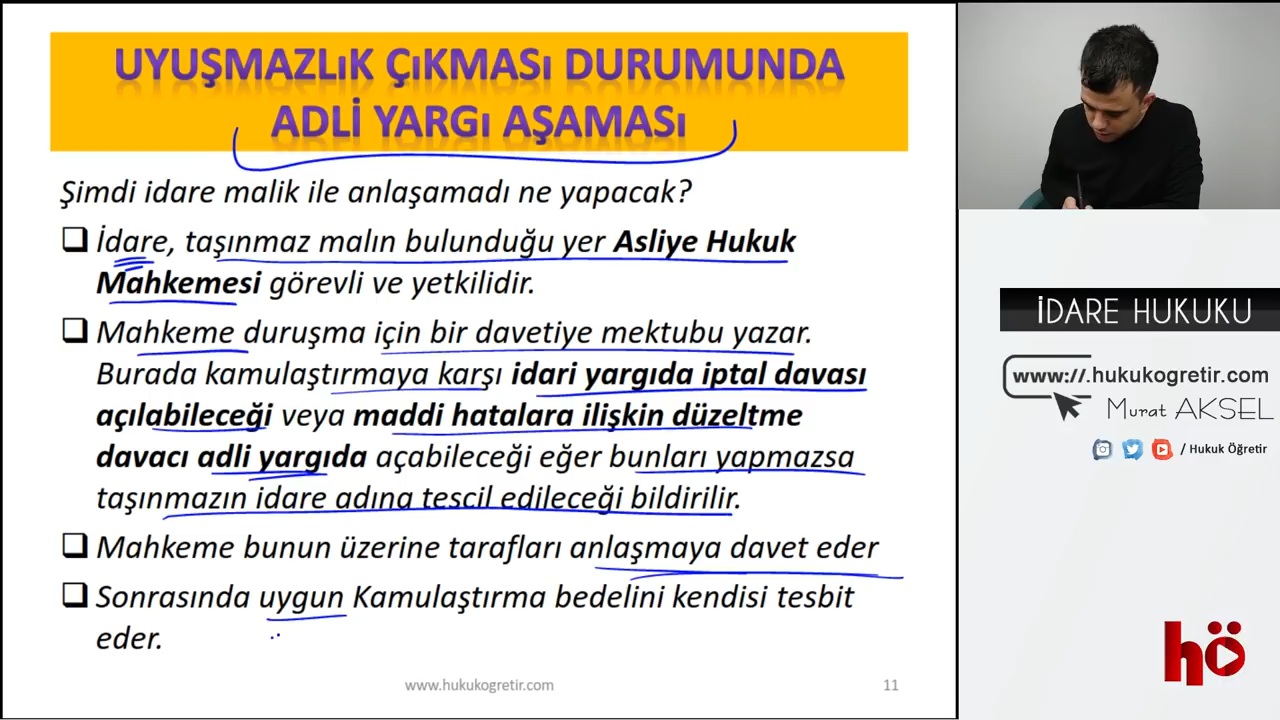 UYUŞMAZLıK ÇıKMASı DURUMUNDA
ADLİ YARGı AŞAMASı
Şimdi idare malik ile anlaşamadı ne yapacak?
İdare, taşınmaz malın bulunduğu yer Asliye Hukuk
Mahkemesi görevli ve yetkilidir.
Mahkeme duruşma için bir davetiye mektubu yazar.
Burada kamulaştırmaya karşı idari yargıda iptal davası
açılabileceği veya maddi hatalara ilişkin düzeltme
davacı adli yargıda açabileceği eğer bunları yapmazsa
taşınmazın idare adına tescil edileceği bildirilir.
Mahkeme bunun üzerine tarafları anlaşmaya davet eder
Sonrasında uygun Kamulaştırma bedelini kendisi tesbit
eder.
www.hukukogretir.com
11
İDARE HUKUKU
www://.hukukogretir.com
Murat AKSEL
/ Hukuk Öğretir
hö